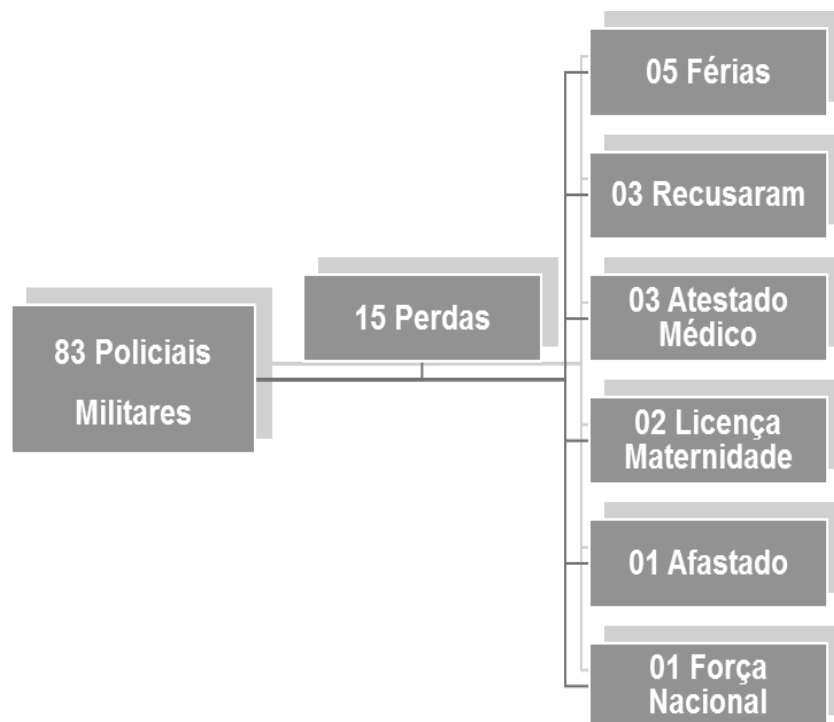 83 Policiais
Militares
15 Perdas
05 Férias
03 Recusaram
03 Atestado
Médico
02 Licença
Maternidade
01 Afastado
01 Força
Nacional